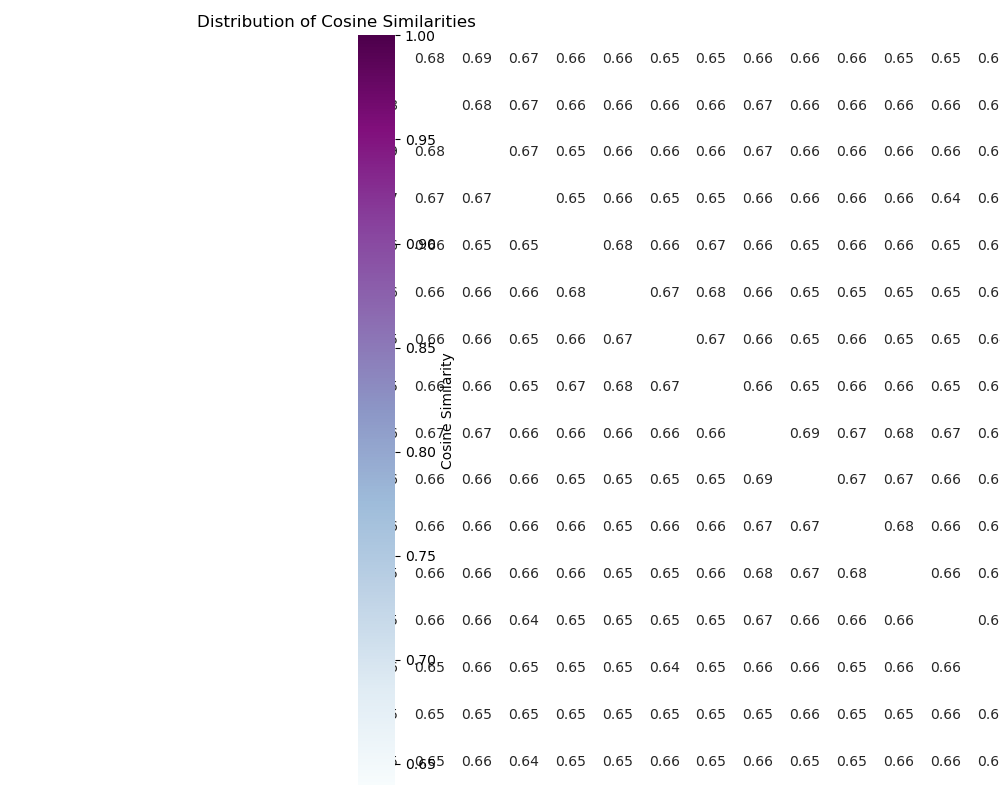 Distribution of Cosine Similarities
1.00
0.68 0.69 0.67 0.66 0.66 0.65 0.65 0.66 0.66 0.66 0.65 0.65
0.68 0.67 0.66 0.66 0.66 0.66 0.67 0.66 0.66 0.66 0.66
0.95
0.68 0.67 0.65 0.66 0.66 0.66 0.67 0.66 0.66 0.66 0.66
0.67 0.67 0.65 0.66 0.65 0.65 0.66 0.66 0.66 0.66 0.64
0.90
0.66 0.65 0.65 0.68 0.66 0.67 0.66 0.65 0.66 0.66 0.65
0.66 0.66 0.66 0.68 0.67 0.68 0.66 0.65 0.65 0.65 0.65
0.66 0.66 0.65 0.66 0.67 0.67 0.66 0.65 0.66 0.65 0.65
0.85
Cosine Similarity
0.66 0.66 0.65 0.67 0.68 0.67 0.66 0.65 0.66 0.66 0.65
0.67 0.67 0.66 0.66 0.66 0.66 0.66 0.69 0.67 0.68 0.67
0.80
0.66 0.66 0.66 0.65 0.65 0.65 0.65 0.69 0.67 0.67 0.66
0.66 0.66 0.66 0.66 0.65 0.66 0.66 0.67 0.67 0.68 0.66
0.75
0.66 0.66 0.66 0.66 0.65 0.65 0.66 0.68 0.67 0.68 0.66
0.66 0.66 0.64 0.65 0.65 0.65 0.65 0.67 0.66 0.66 0.66
0.70
0.65 0.66 0.65 0.65 0.65 0.64 0.65 0.66 0.66 0.65 0.66 0.66
0.65 0.65 0.65 0.65 0.65 0.65 0.65 0.65 0.66 0.65 0.65 0.66
0.65 0.66 0.64 0.65 0.65 0.66 0.65 0.66 0.65 0.65 0.66 0.66
0.65